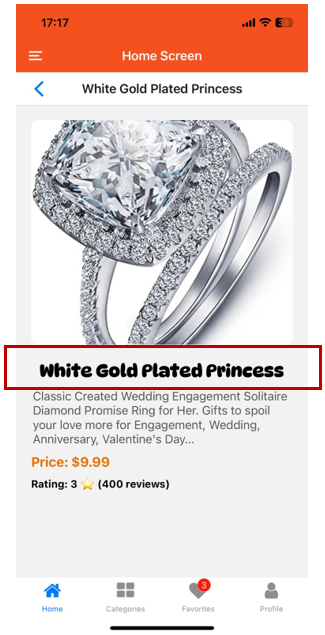 17:17
Home Screen
White Gold Plated Princess
White Gold Plated Princess
Classic Created Wedding Engagement Solitaire
Diamond Promise Ring for Her. Gifts to spoil
your love more for Engagement, Wedding,
Anniversary, Valentine's Day...
Price: $9.99
Rating: 3 ⭐ (400 reviews)
3
Home Categories Favorites Profile